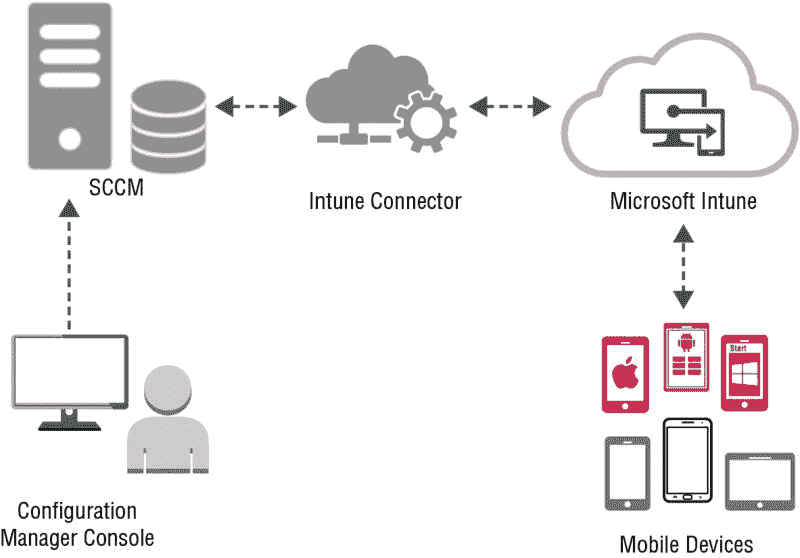 SCCM
Intune Connector
Microsoft Intune
Start
Configuration
Manager Console
Mobile Devices